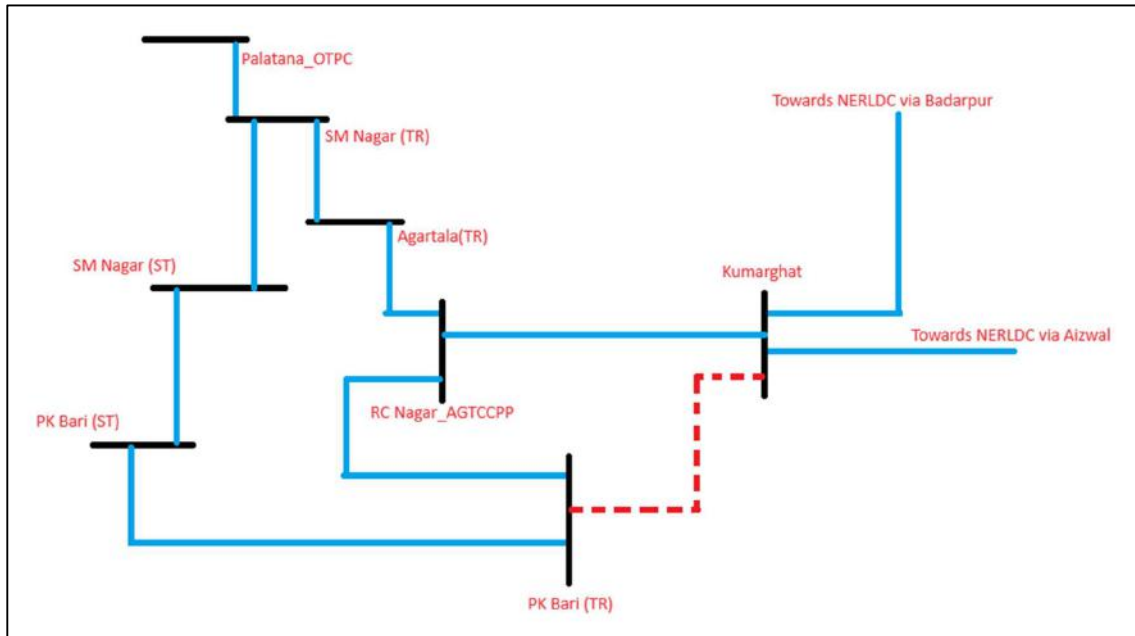 Palatana_OTPC
Towards NERLDC via Badarpur
SM Nagar (TR)
Agartala(TR)
SM Nagar (ST)
Kumarghat
Towards NERLDC via Aizwal
RC Nagar_AGTCCPP
PK Bari (ST)
PK Bari (TR)